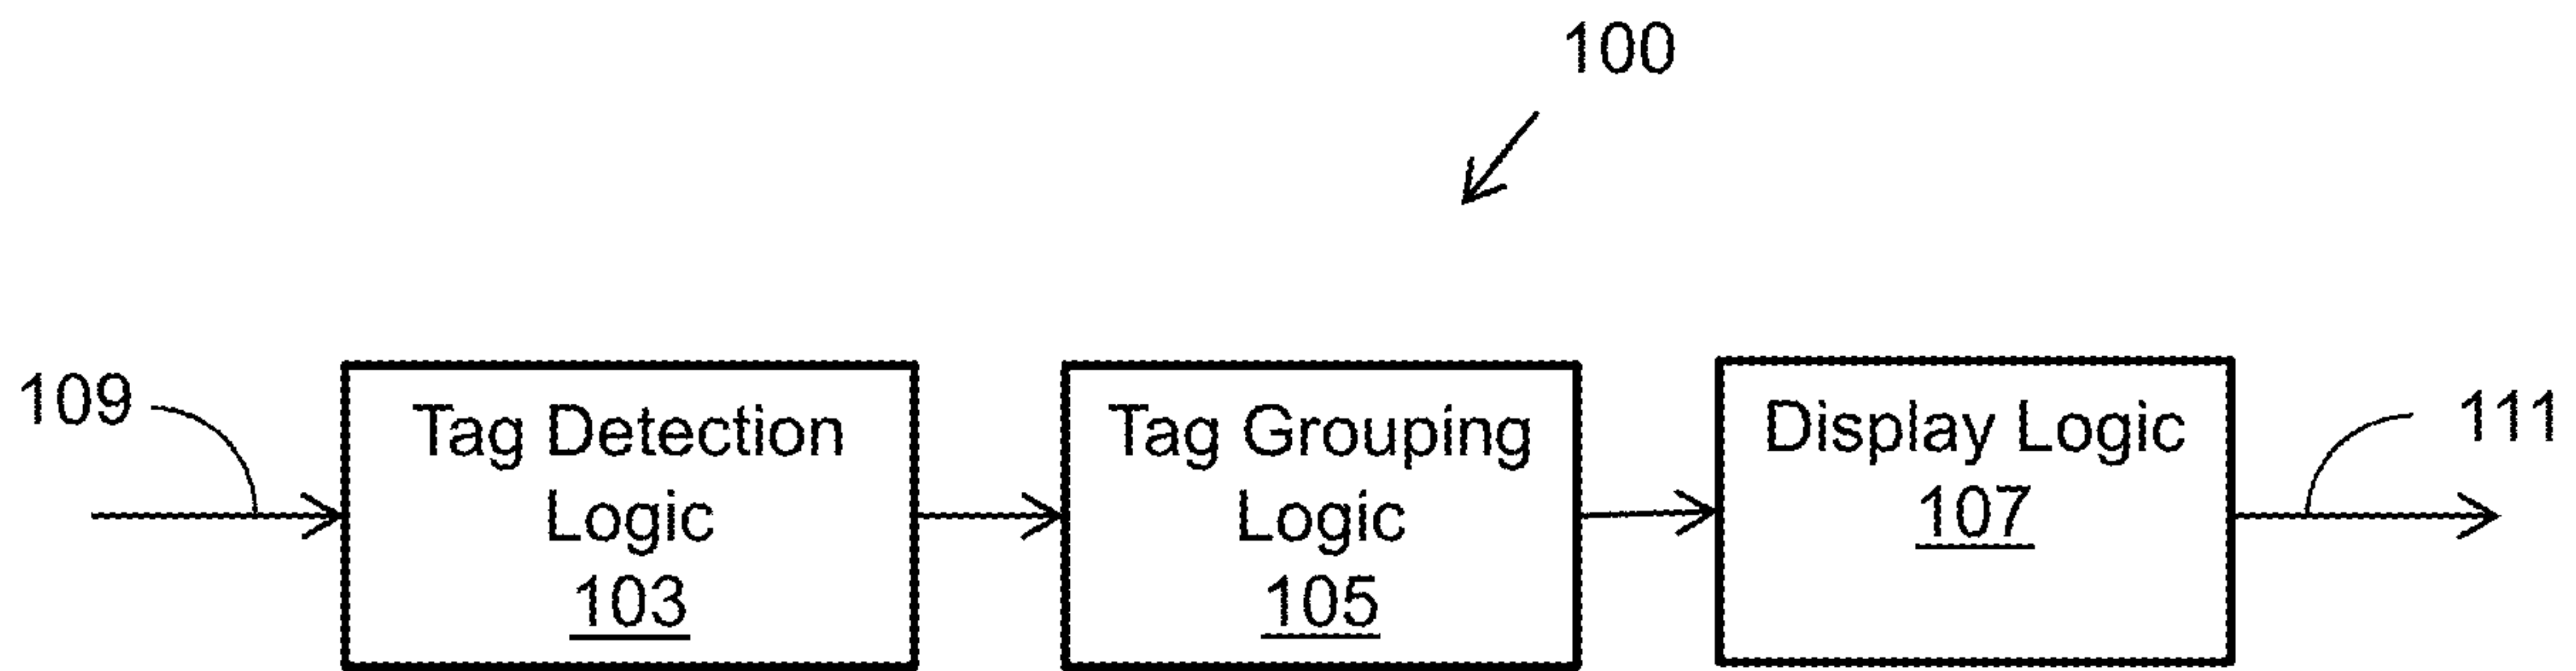 100
109
Tag Detection
Logic
103
Tag Grouping
Logic
105
Display Logic
107
111